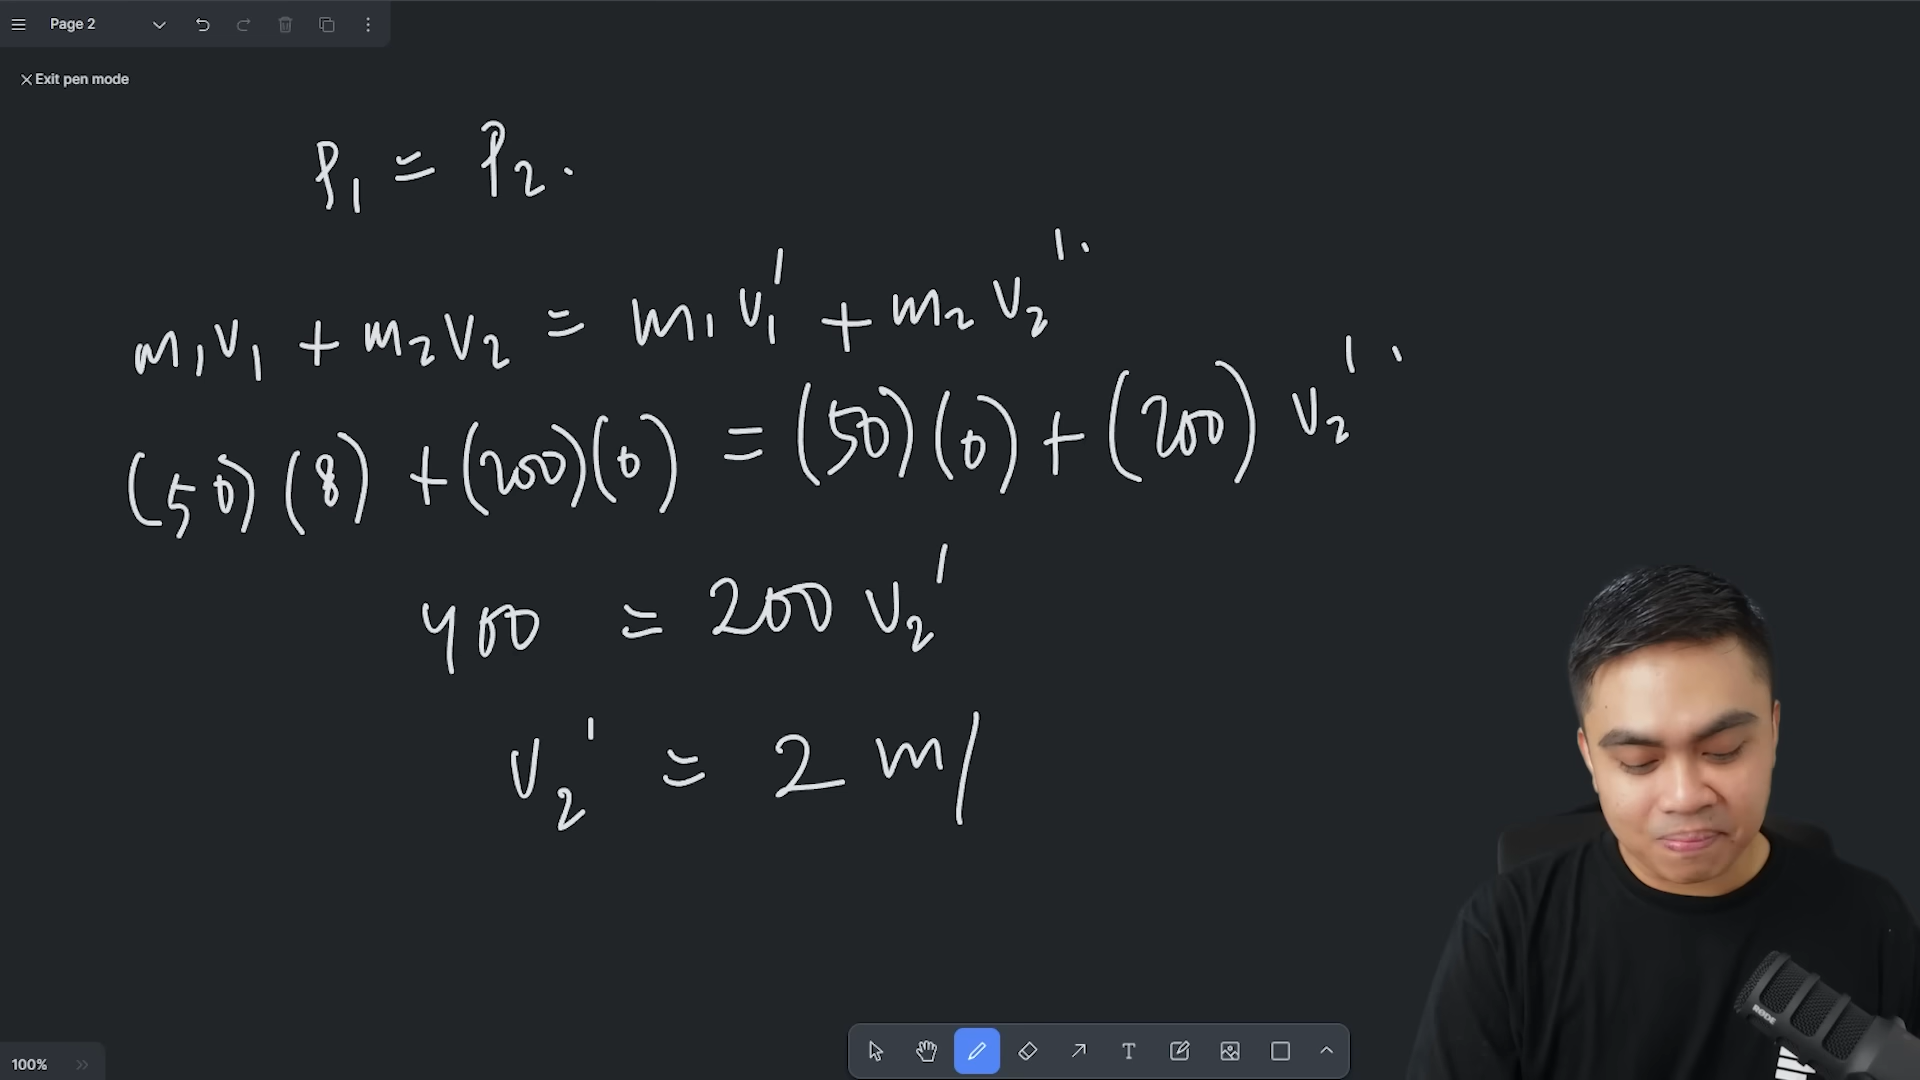 Page 2
Exit pen mode
P₁ = P₂.
m₁v₁ + m₂v₂ = m₁v₁' + m₂v₂'.
(50)(8) + (200)(0) = (50)(0) + (200) v₂'.
400 = 200 v₂'
v₂' = 2 m/
RØDE
T
100%